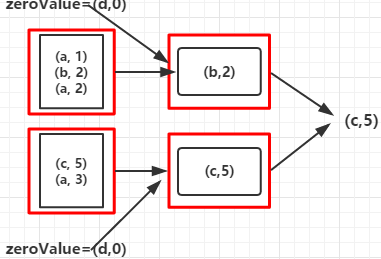 zeroValue=(d,0)
(a, 1)
(b, 2)
(a, 2)
(b,2)
(c,5)
(c, 5)
(a, 3)
(c,5)
zeroValue=(d,0)